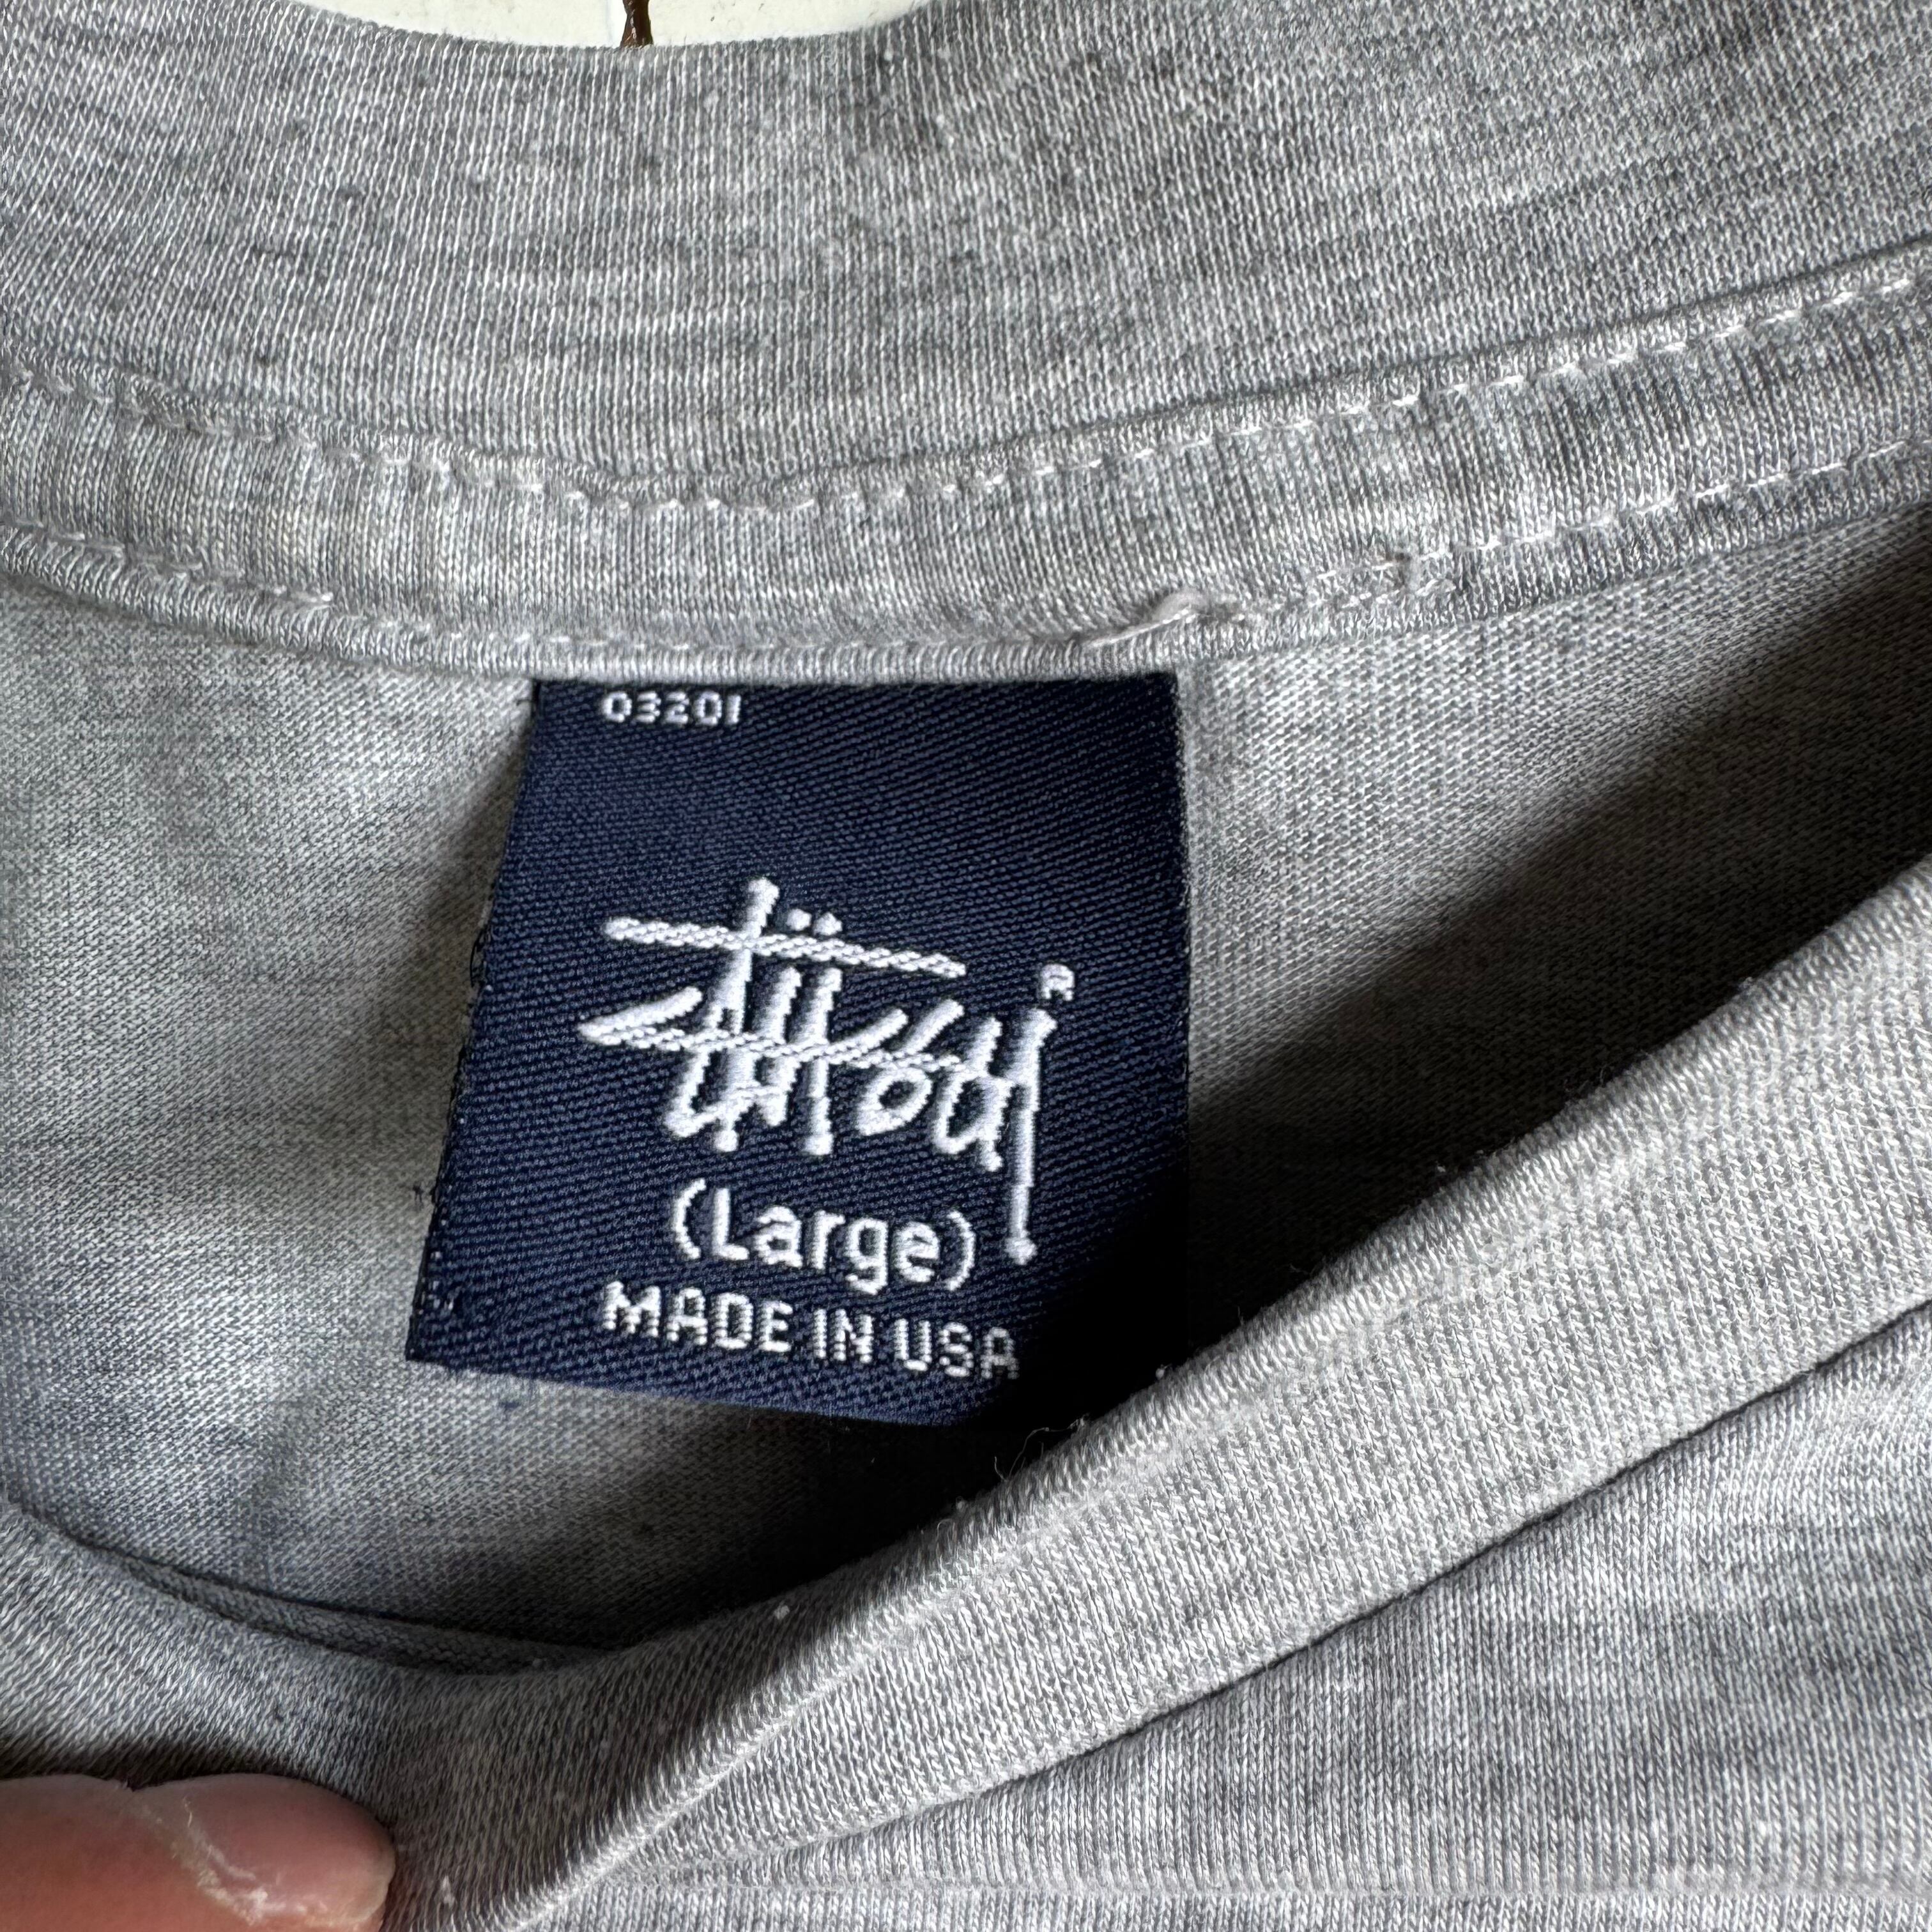 03201
Stüssy
®
(Large)
MADE IN USA